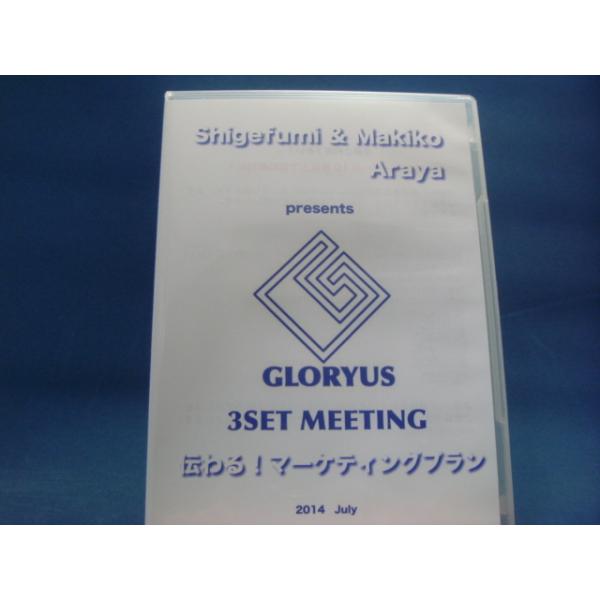 Shigefumi & Makiko
Araya
presents
GLORYUS
3SET MEETING
伝わる！マーケティングプラン
2014 July